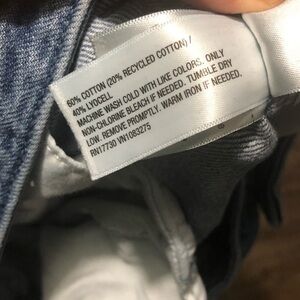 60% COTTON (20% RECYCLED COTTON) /
40% LYOCELL
MACHINE WASH COLD WITH LIKE COLORS. ONLY
NON-CHLORINE BLEACH IF NEEDED. TUMBLE DRY
LOW. REMOVE PROMPTLY. WARM IRON IF NEEDED.
RN17730 VN1083275